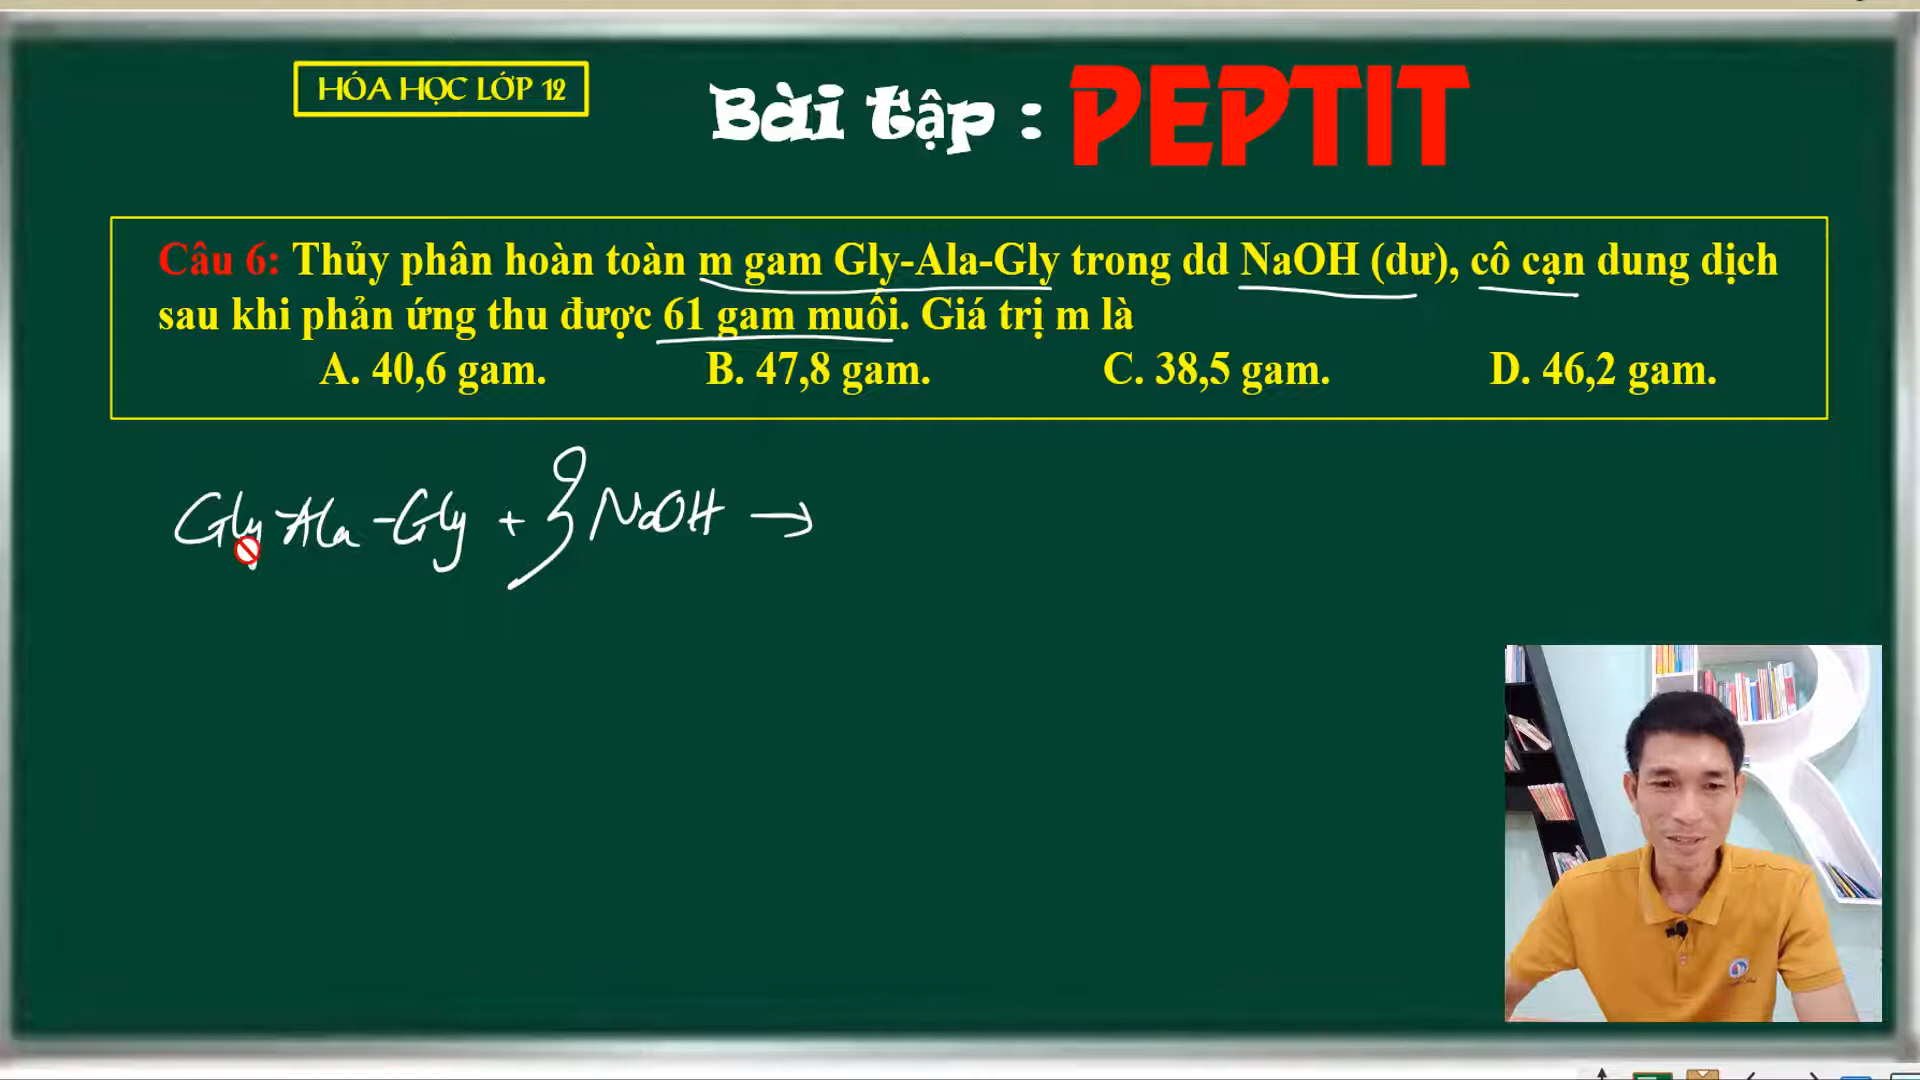 HÓA HỌC LỚP 12
Bài tập : PEPTIT
Câu 6: Thủy phân hoàn toàn m gam Gly-Ala-Gly trong dd NaOH (dư), cô cạn dung dịch
sau khi phản ứng thu được 61 gam muối. Giá trị m là
A. 40,6 gam. B. 47,8 gam. C. 38,5 gam. D. 46,2 gam.
Gly-Ala-Gly + 3 NaOH →